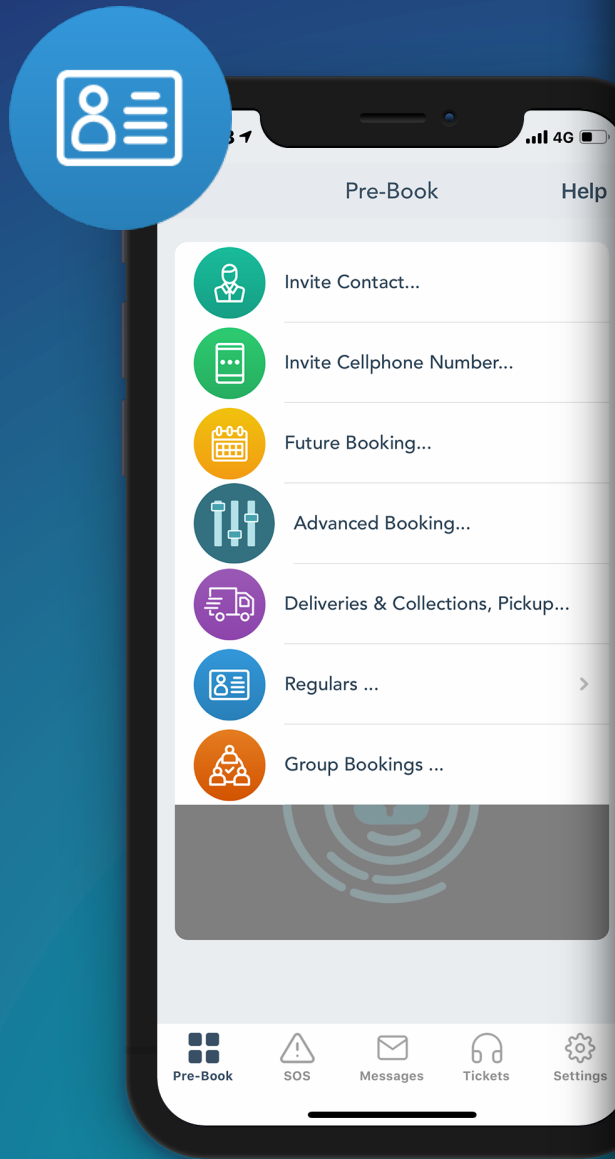 4G
Pre-Book
Help
Invite Contact...
Invite Cellphone Number...
Future Booking...
Advanced Booking...
Deliveries & Collections, Pickup...
Regulars ...
Group Bookings ...
Pre-Book
SOS
Messages
Tickets
Settings